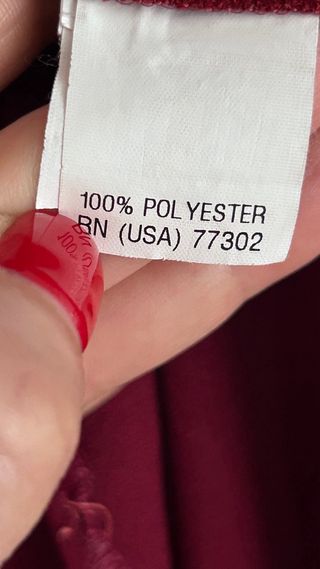 100% POLYESTER
RN (USA) 77302